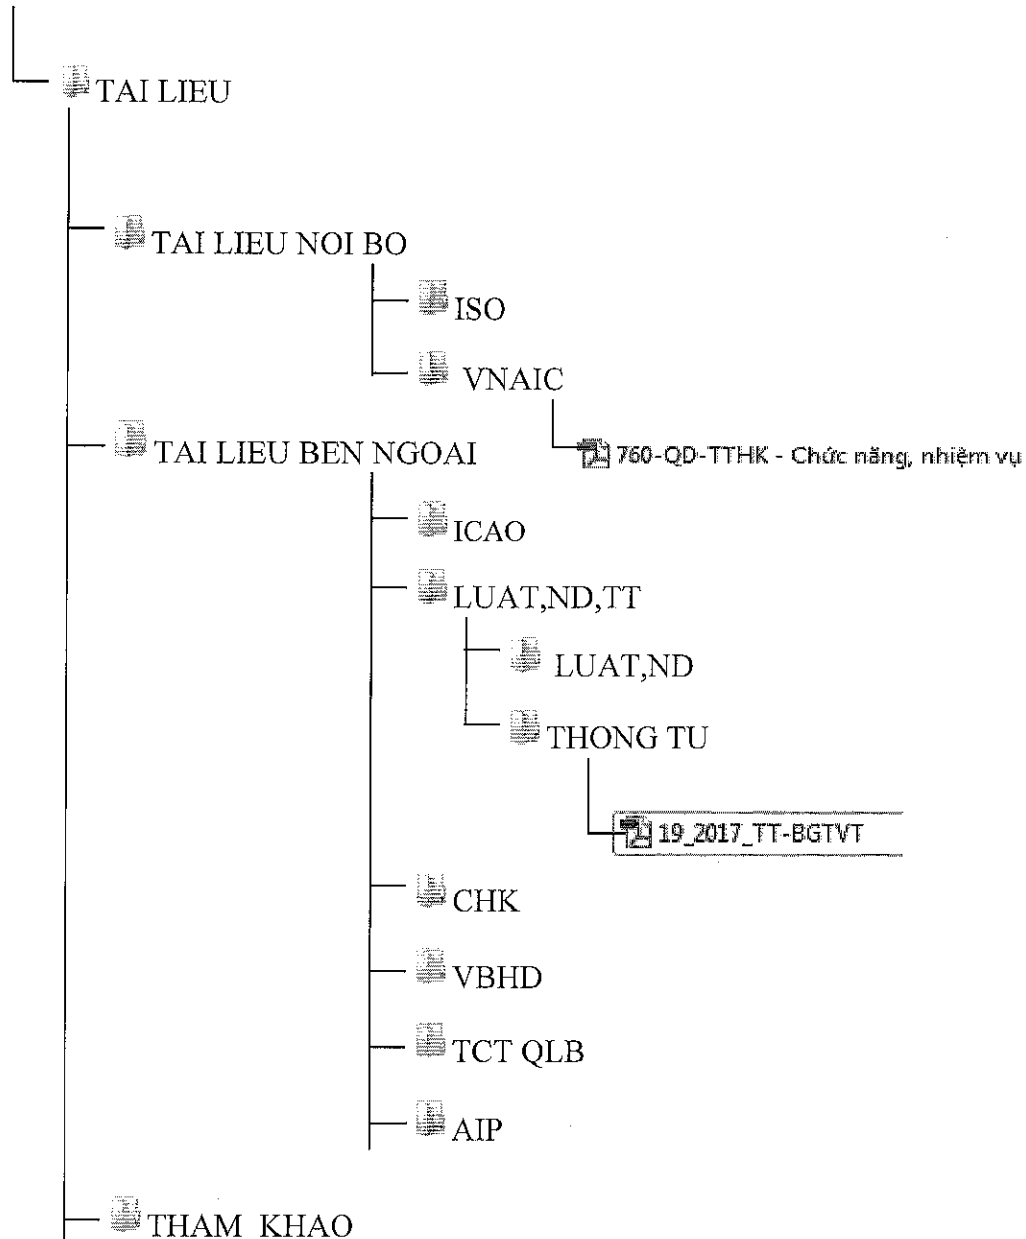 TAI LIEU
TAI LIEU NOI BO
ISO
VNAIC
TAI LIEU BEN NGOAI
760-QD-TTHK - Chức năng, nhiệm vụ
ICAO
LUAT,ND,TT
LUAT,ND
THONG TU
19_2017_TT-BGTVT
CHK
VBHD
TCT QLB
AIP
THAM KHAO